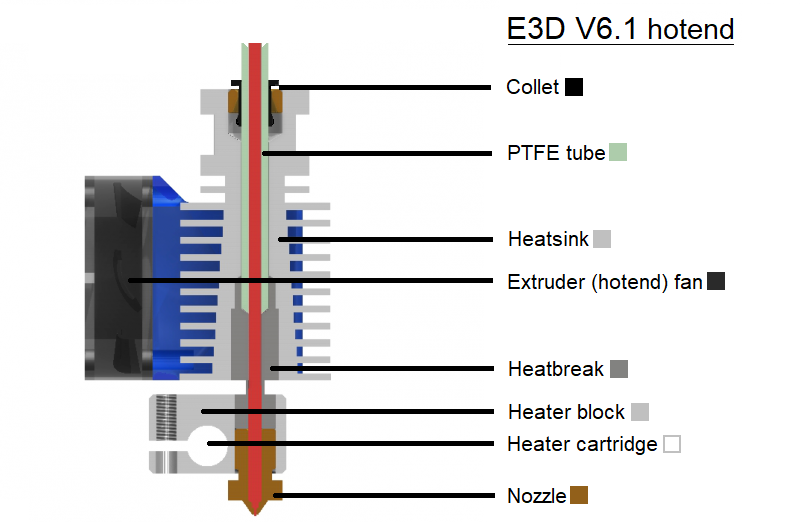 E3D V6.1 hotend
Collet
PTFE tube
Heatsink
Extruder (hotend) fan
Heatbreak
Heater block
Heater cartridge
Nozzle